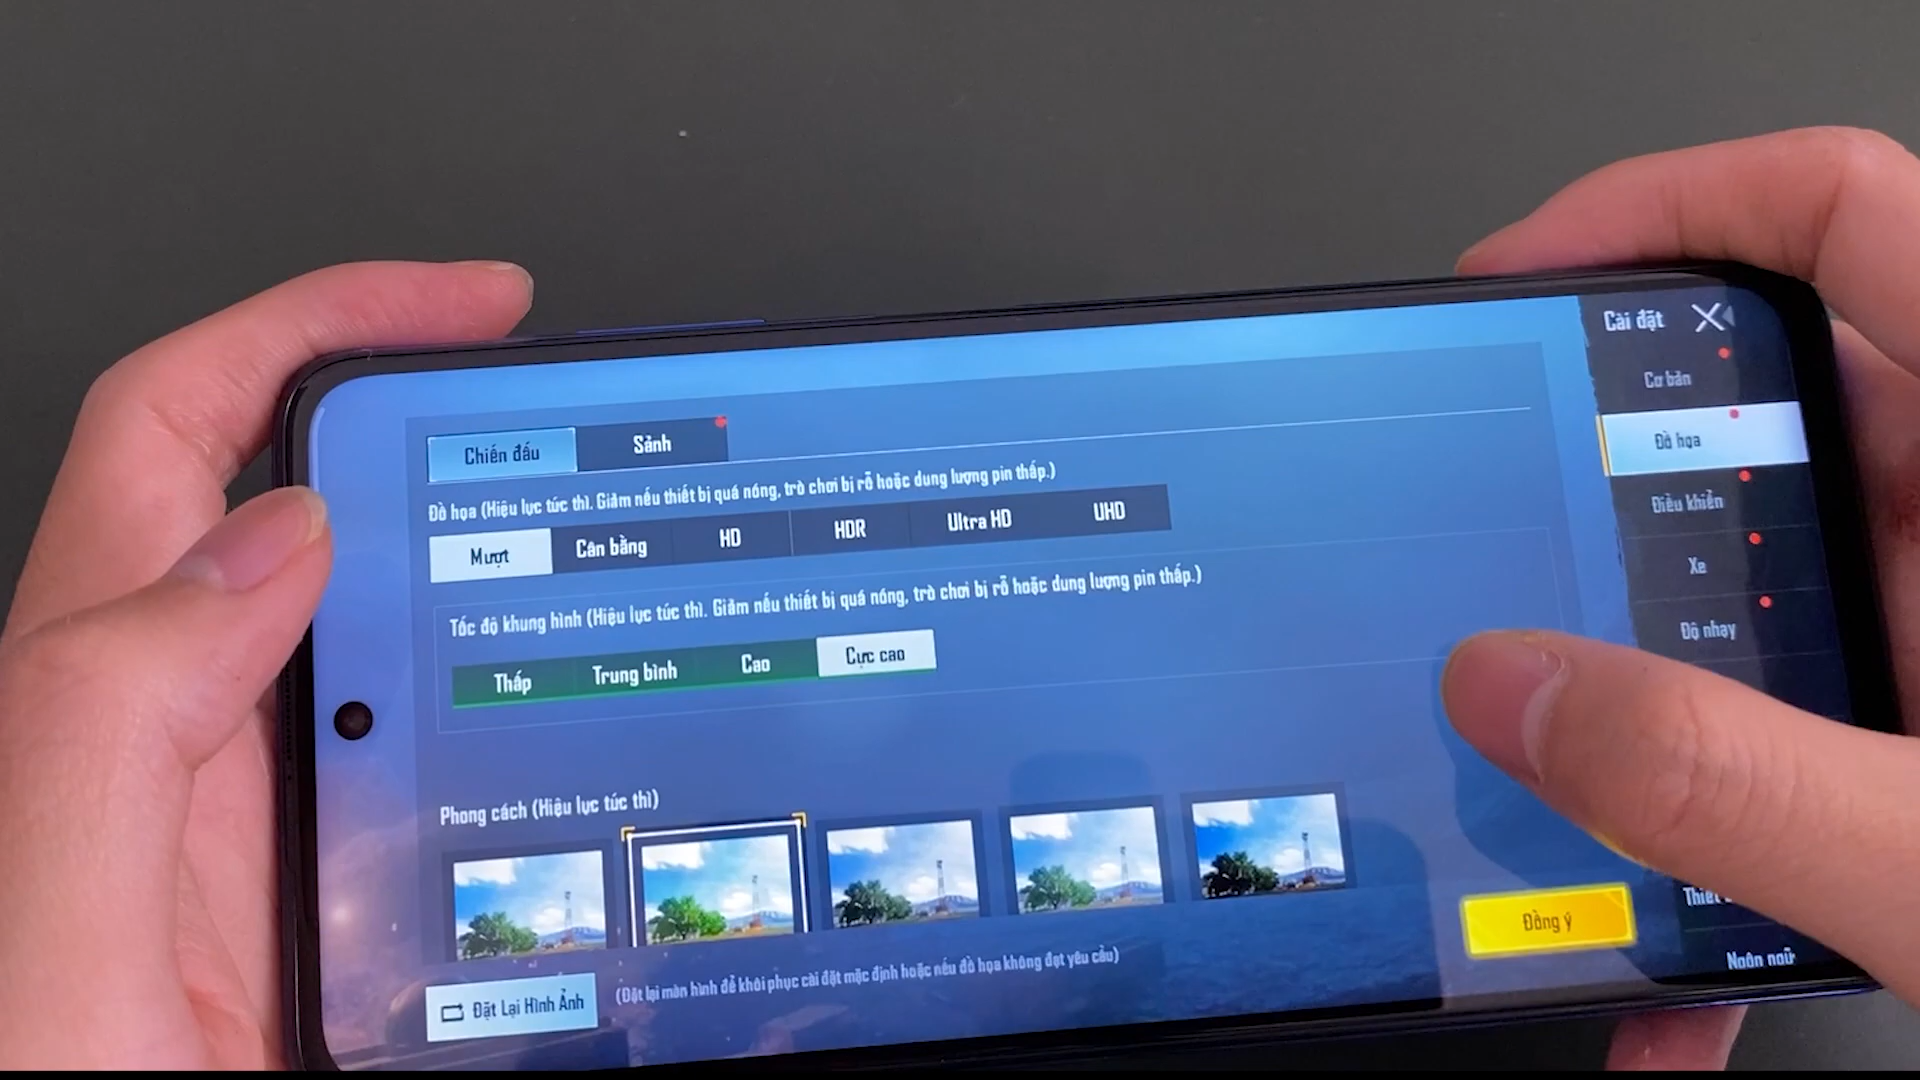 Cài đặt
Cơ bản
Đồ họa
Điều khiển
Xe
Độ nhạy
Ngôn ngữ
Chiến đấu
Sảnh
Đồ họa (Hiệu lực tức thì. Giảm nếu thiết bị quá nóng, trò chơi bị rỗ hoặc dung lượng pin thấp.)
Mượt Cân bằng HD HDR Ultra HD UHD
Tốc độ khung hình (Hiệu lực túc thì. Giảm nếu thiết bị quá nóng, trò chơi bị rỗ hoặc dung lượng pin thấp.)
Thấp Trung bình Cao Cực cao
Phong cách (Hiệu lực tức thì)
Đặt Lại Hình Ảnh
(Đặt lại màn hình để khôi phục cài đặt mặc định hoặc nếu đồ họa không đạt yêu cầu)
Đồng ý